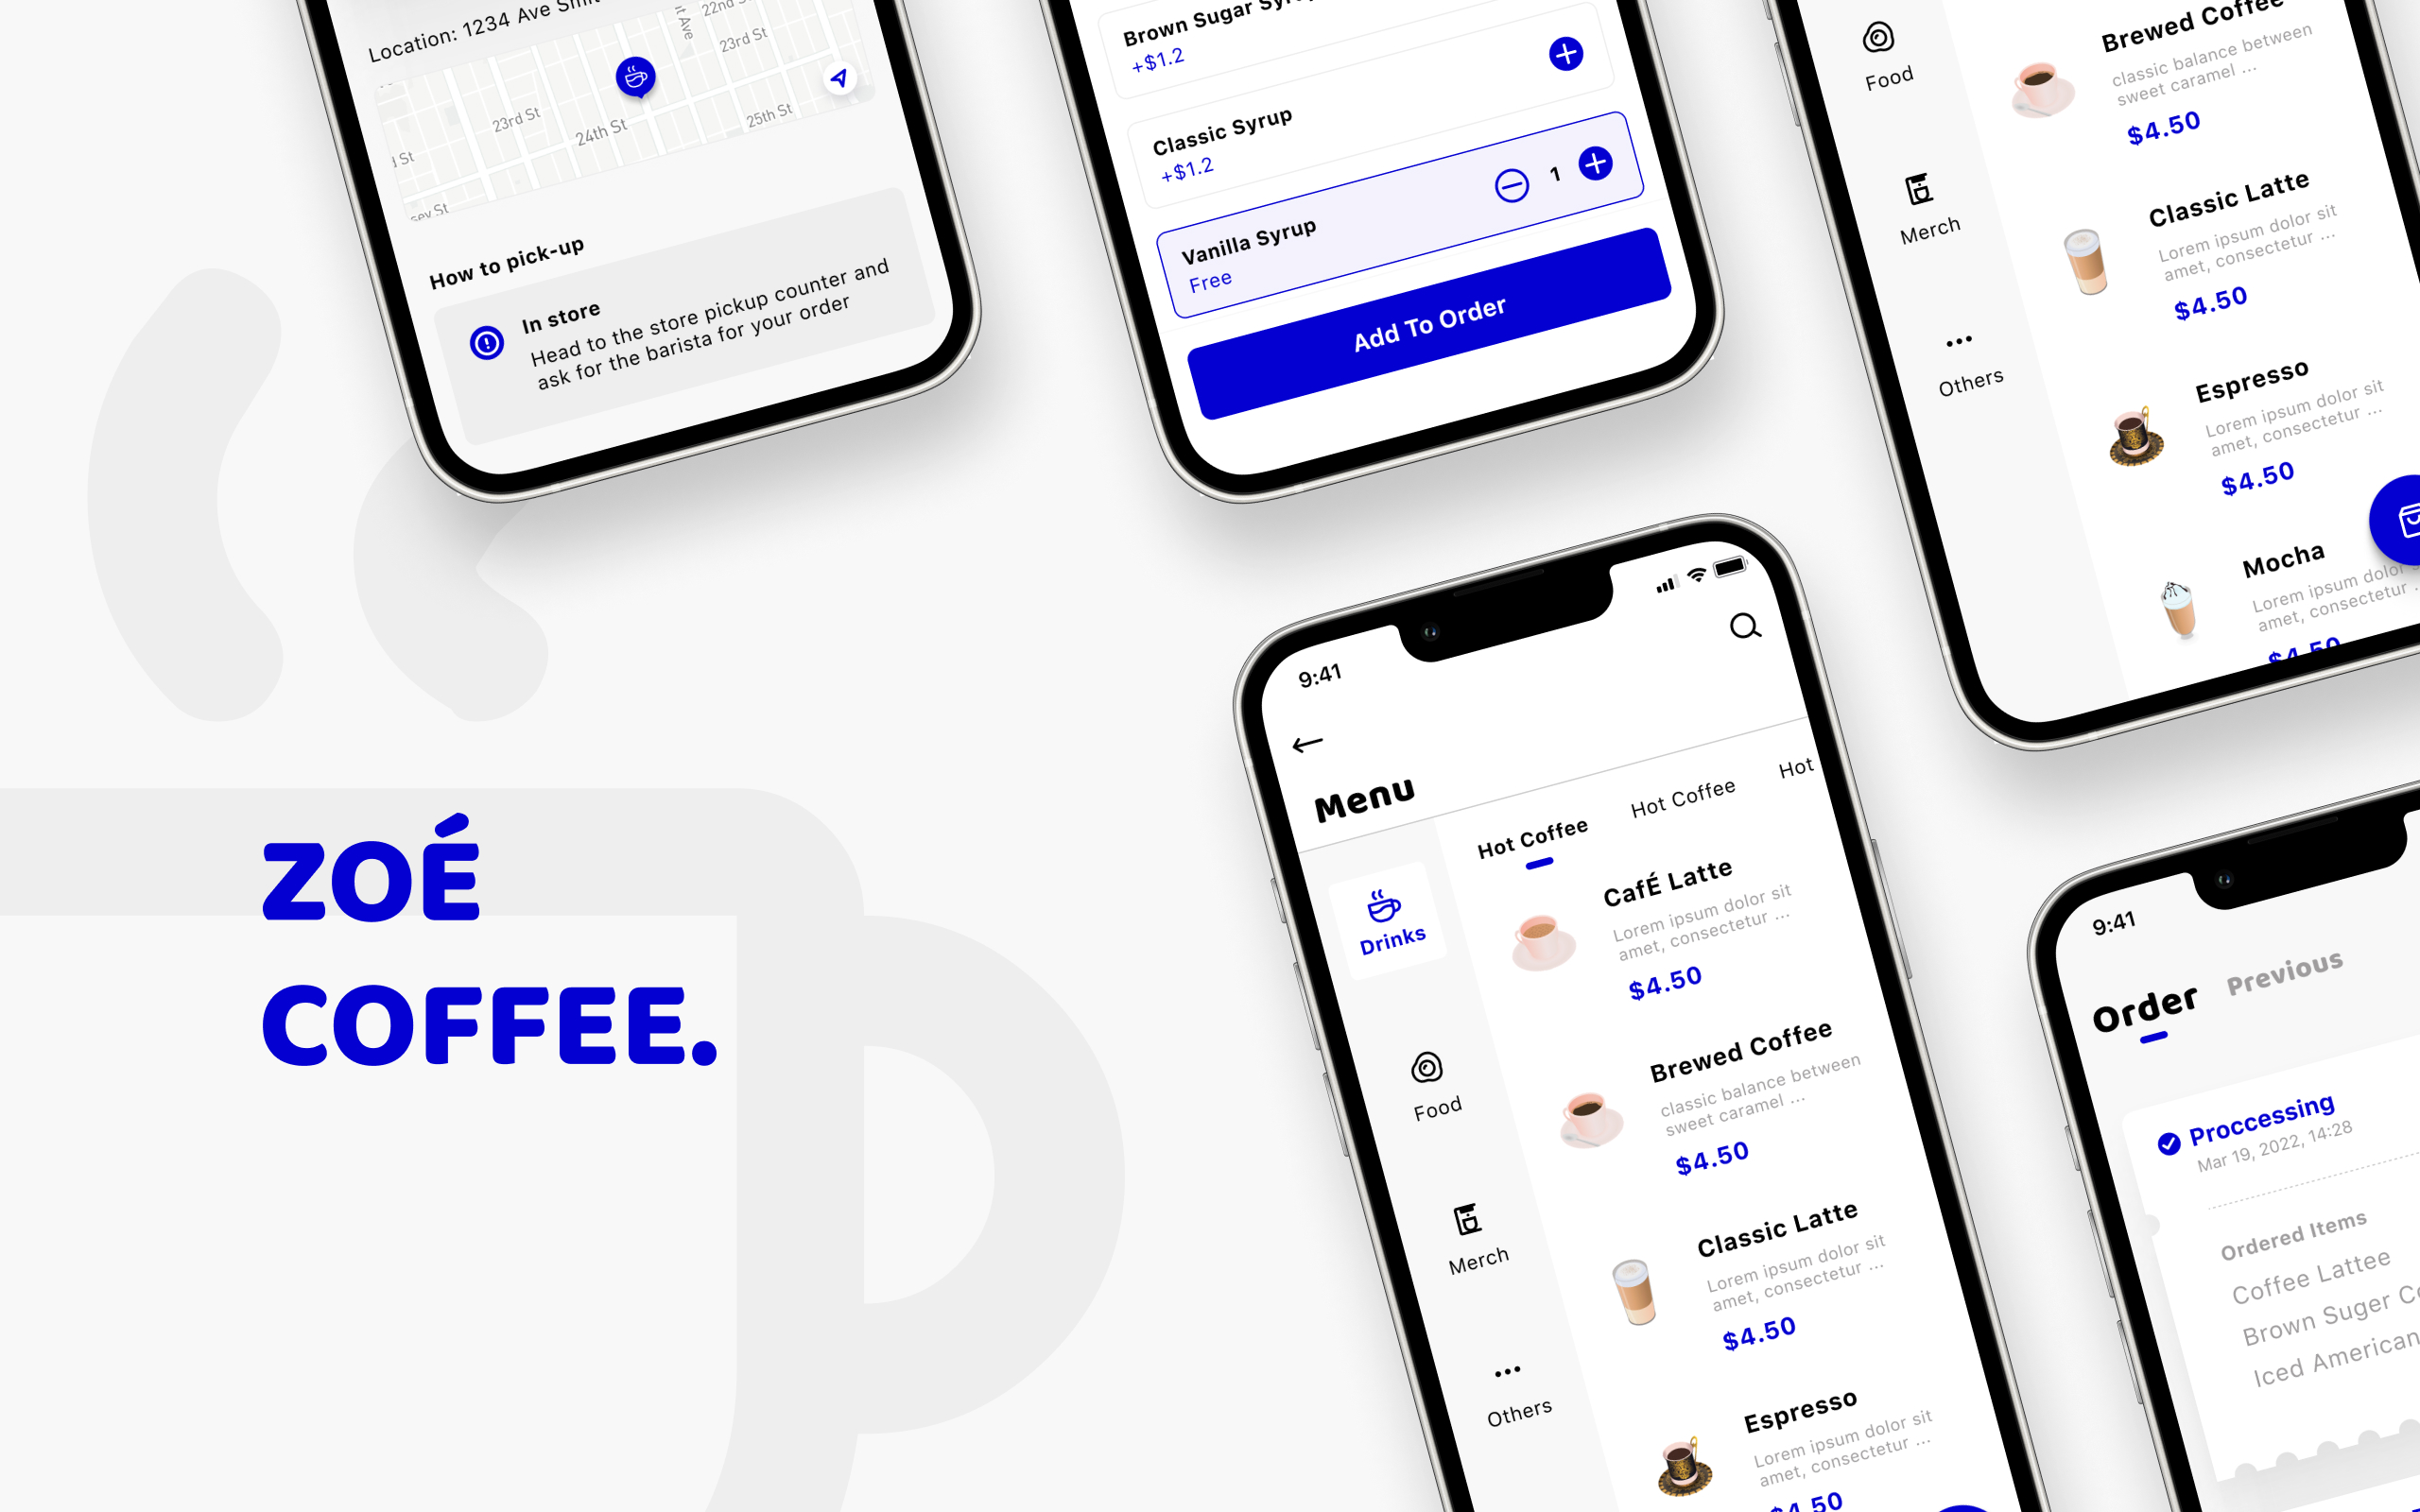 Location: 1234 Ave
22nd
23rd St
23rd St
24th St
25th St
How to pick-up
In store
Head to the store pickup counter and
ask for the barista for your order
Brown Sugar
+$1.2
Classic Syrup
+$1.2
Vanilla Syrup
Free
1
Add To Order
Food
Merch
Others
Brewed Coffee
classic balance between
sweet caramel ...
$4.50
Classic Latte
Lorem ipsum dolor sit
amet, consectetur ...
$4.50
Espresso
Lorem ipsum dolor sit
amet, consectetur ...
$4.50
Mocha
Lorem ipsum dolor
amet, consectetur
$4.50
ZOÉ
COFFEE.
9:41
Menu
Drinks
Food
Merch
Others
Hot Coffee
Hot Coffee
Hot
CafÉ Latte
Lorem ipsum dolor sit
amet, consectetur ...
$4.50
Brewed Coffee
classic balance between
sweet caramel ...
$4.50
Classic Latte
Lorem ipsum dolor sit
amet, consectetur ...
$4.50
Espresso
Lorem ipsum dolor sit
amet, consectetur ...
$4.50
9:41
Order
Previous
Proccessing
Mar 19, 2022, 14:28
Ordered Items
Coffee Lattee
Brown Suger
Iced American